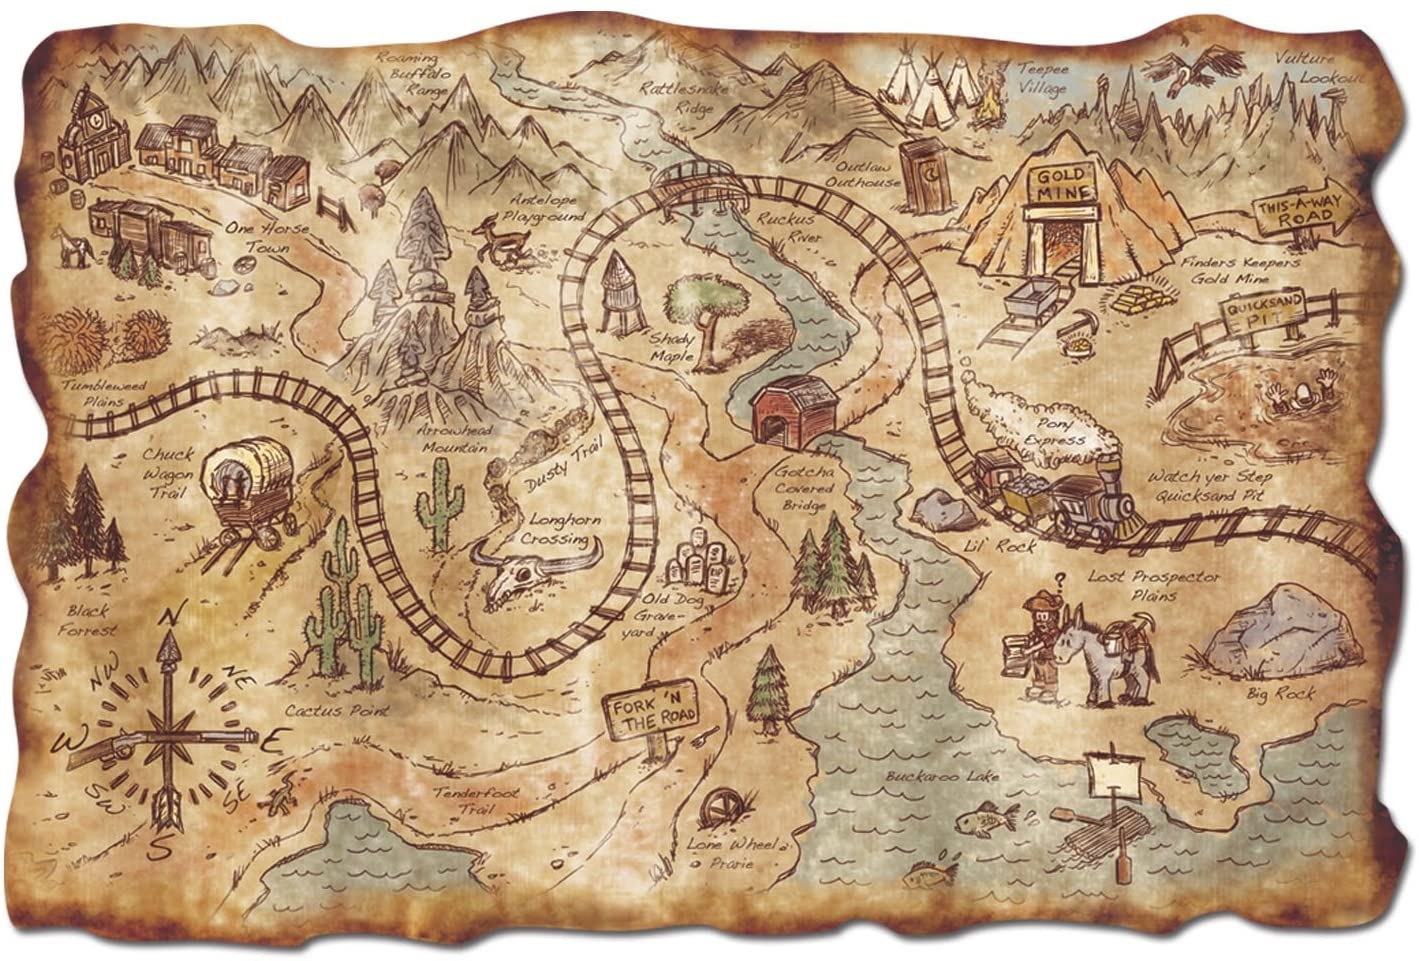 Roaming
Buffalo
Range
Rattlesnake
Ridge
Teepee
Village
Vulture
Lookout
Outlaw
Outhouse
GOLD
MINE
THIS-A-WAY
ROAD
Antelope
Playground
One Horse
Town
Ruckus
River
Finders Keepers
Gold Mine
QUICKSAND
PIT
Shady
Maple
Tumbleweed
Plains
Arrowhead
Mountain
Pony
Express
Chuck
Wagon
Trail
Dusty Trail
Gotcha
Covered
Bridge
Watch yer Step
Quicksand Pit
Longhorn
Crossing
Lil' Rock
RIP
Lost Prospector
Plains
?
Old Dog
Grave-
yard
Black
Forrest
N
NW
NE
W
E
SW
SE
S
Cactus Point
FORK 'N
THE ROAD
Big Rock
Buckaroo Lake
Tenderfoot
Trail
Lone Wheel
Prarie